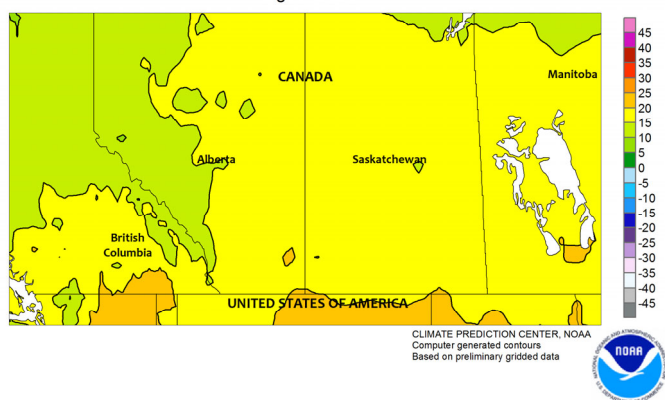 CANADA
Manitoba
Alberta
Saskatchewan
British
Columbia
UNITED STATES OF AMERICA
45
40
35
30
25
20
15
10
5
0
-5
-10
-15
-20
-25
-30
-35
-40
-45
CLIMATE PREDICTION CENTER, NOAA
Computer generated contours
Based on preliminary gridded data
NOAA